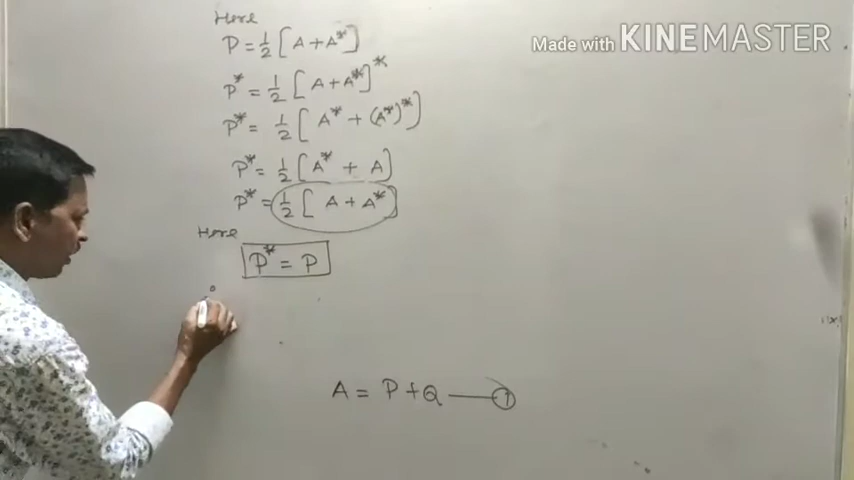 Here
P = 1/2 [ A + A* ]
P* = 1/2 [ A + A* ]*
P* = 1/2 [ A* + (A*)* ]
P* = 1/2 [ A* + A ]
P* = 1/2 [ A + A* ]
Here
P* = P
A = P + Q —— ①
Made with KINEMASTER